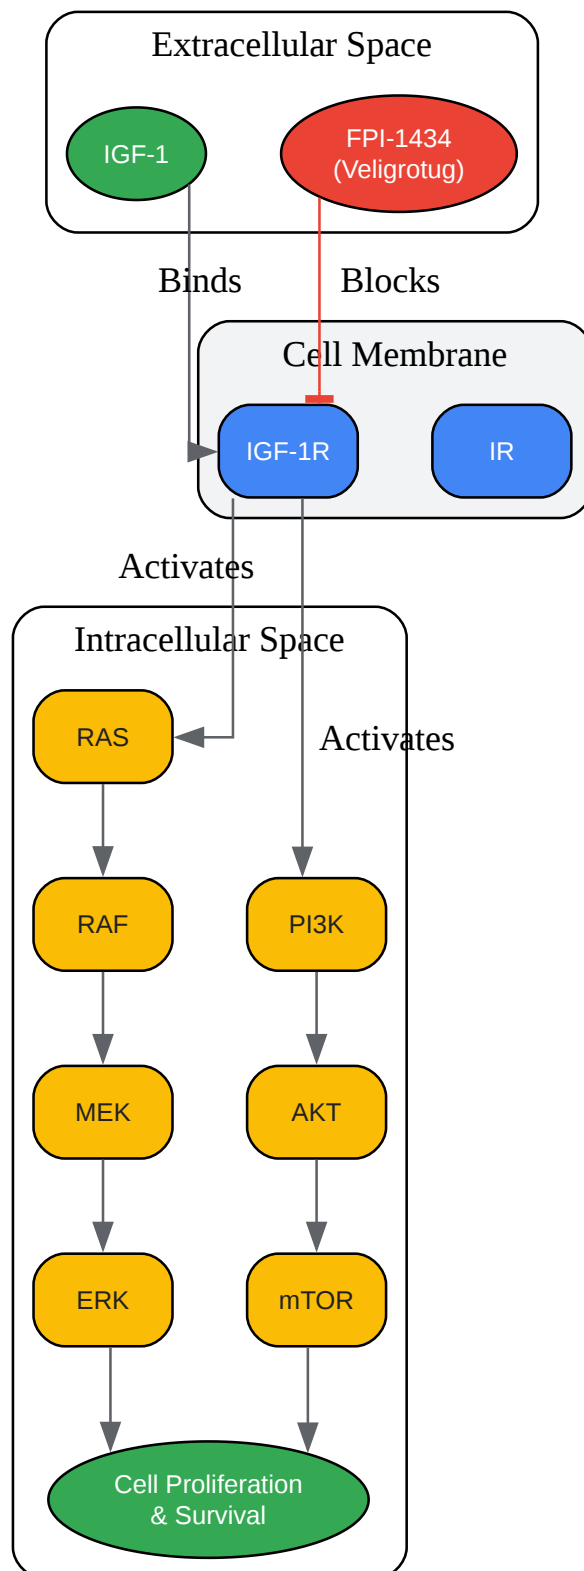 Extracellular Space
IGF-1
FPI-1434
(Veligrotug)
Binds
Blocks
Cell Membrane
IGF-1R
IR
Activates
Intracellular Space
RAS
Activates
RAF
PI3K
MEK
AKT
ERK
mTOR
Cell Proliferation
& Survival